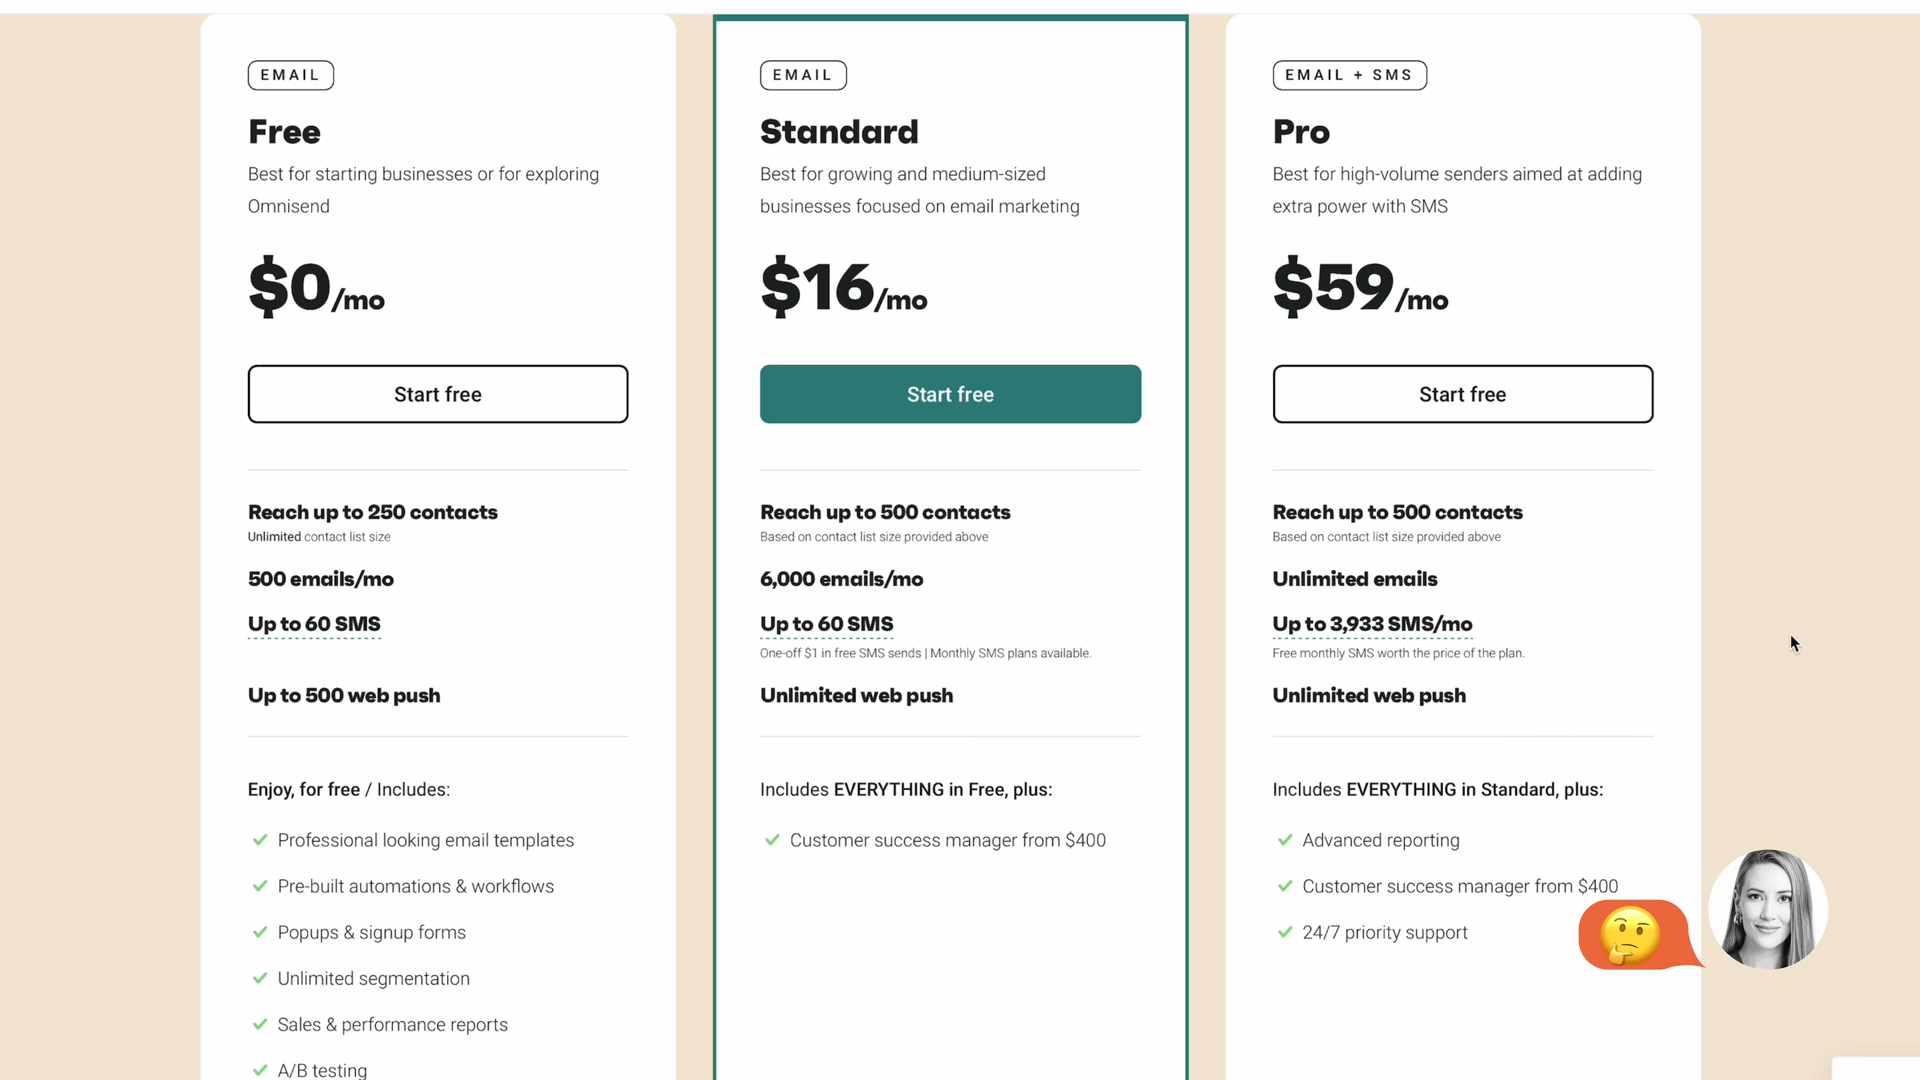 EMAIL
Free
Best for starting businesses or for exploring
Omnisend
$0/mo
Start free
Reach up to 250 contacts
Unlimited contact list size
500 emails/mo
Up to 60 SMS
Up to 500 web push
Enjoy, for free / Includes:
Professional looking email templates
Pre-built automations & workflows
Popups & signup forms
Unlimited segmentation
Sales & performance reports
A/B testing
EMAIL
Standard
Best for growing and medium-sized
businesses focused on email marketing
$16/mo
Start free
Reach up to 500 contacts
Based on contact list size provided above
6,000 emails/mo
Up to 60 SMS
One-off $1 in free SMS sends | Monthly SMS plans available.
Unlimited web push
Includes EVERYTHING in Free, plus:
Customer success manager from $400
EMAIL + SMS
Pro
Best for high-volume senders aimed at adding
extra power with SMS
$59/mo
Start free
Reach up to 500 contacts
Based on contact list size provided above
Unlimited emails
Up to 3,933 SMS/mo
Free monthly SMS worth the price of the plan.
Unlimited web push
Includes EVERYTHING in Standard, plus:
Advanced reporting
Customer success manager from $400
24/7 priority support